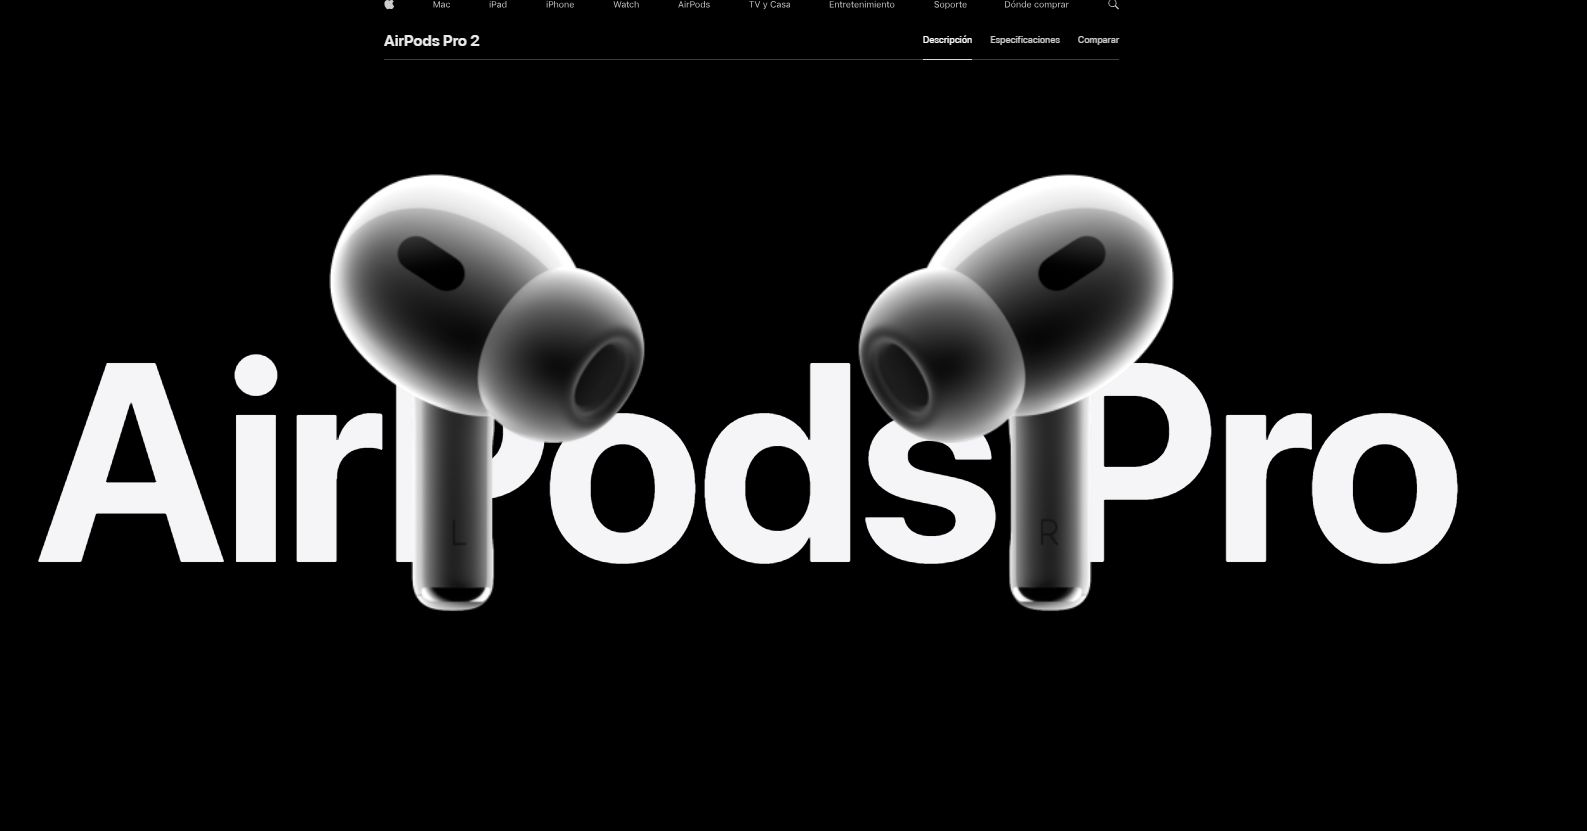 Mac iPad iPhone Watch AirPods TV y Casa Entretenimiento Soporte Dónde comprar
AirPods Pro 2 Descripción Especificaciones Comparar
AirPods Pro
L R